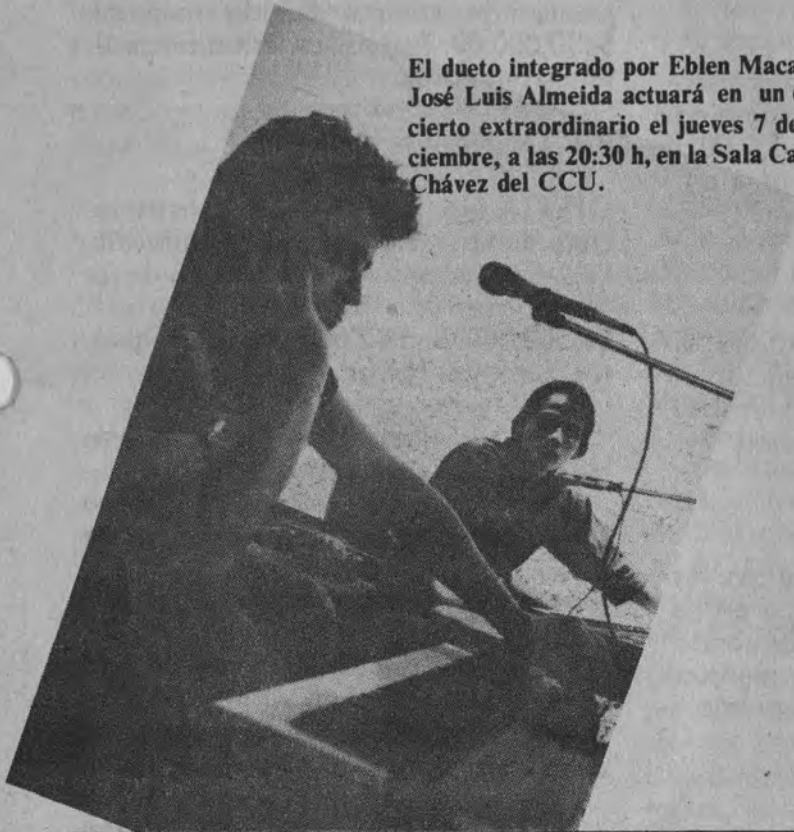 El dueto integrado por Eblen Maca
José Luis Almeida actuará en un
cierto extraordinario el jueves 7 de
ciembre, a las 20:30 h, en la Sala Ca
Chávez del CCU.